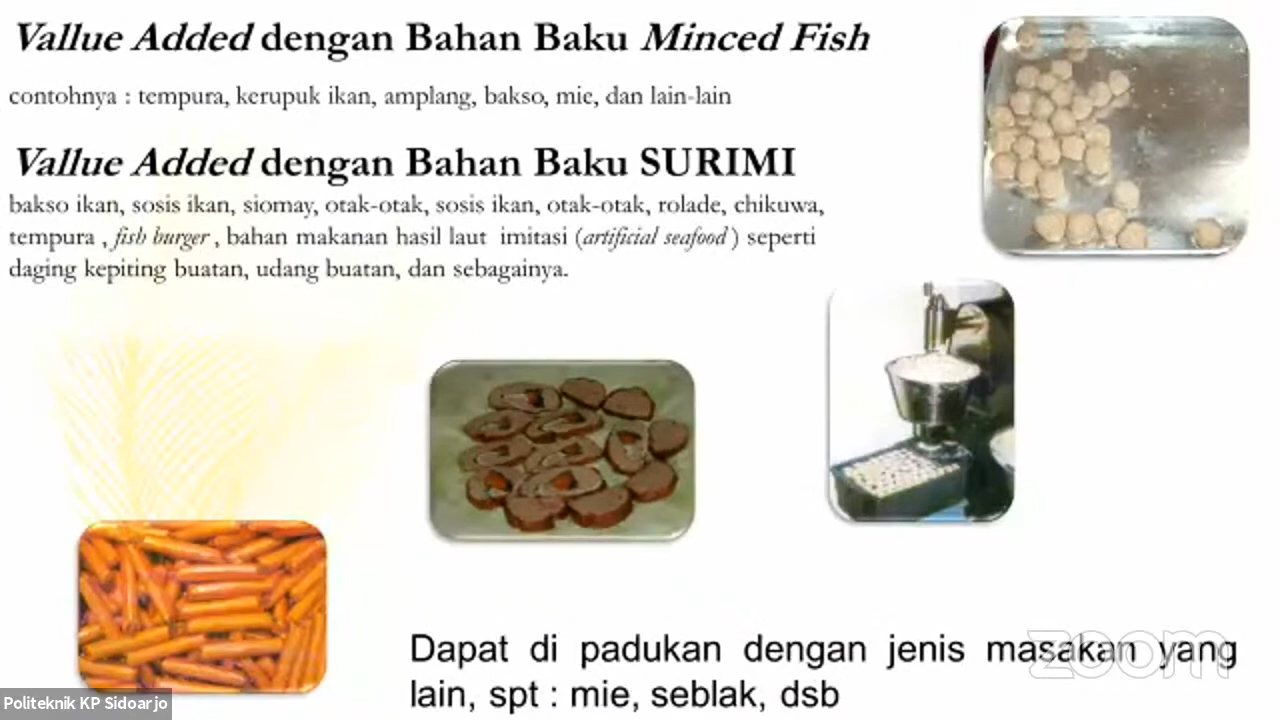 Vallue Added dengan Bahan Baku Minced Fish
contohnya : tempura, kerupuk ikan, amplang, bakso, mie, dan lain-lain
Vallue Added dengan Bahan Baku SURIMI
bakso ikan, sosis ikan, siomay, otak-otak, sosis ikan, otak-otak, rolade, chikuwa,
tempura , fish burger , bahan makanan hasil laut imitasi (artificial seafood ) seperti
daging kepiting buatan, udang buatan, dan sebagainya.
Dapat di padukan dengan jenis masakan yang
lain, spt : mie, seblak, dsb
zoom
Politeknik KP Sidoarjo